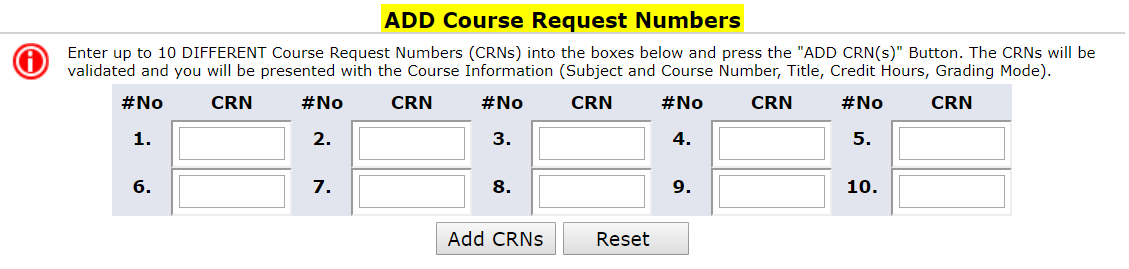 ADD Course Request Numbers
Enter up to 10 DIFFERENT Course Request Numbers (CRNs) into the boxes below and press the "ADD CRN(s)" Button. The CRNs will be
validated and you will be presented with the Course Information (Subject and Course Number, Title, Credit Hours, Grading Mode).
#No CRN #No CRN #No CRN #No CRN #No CRN
1. 2. 3. 4. 5.
6. 7. 8. 9. 10.
Add CRNs Reset